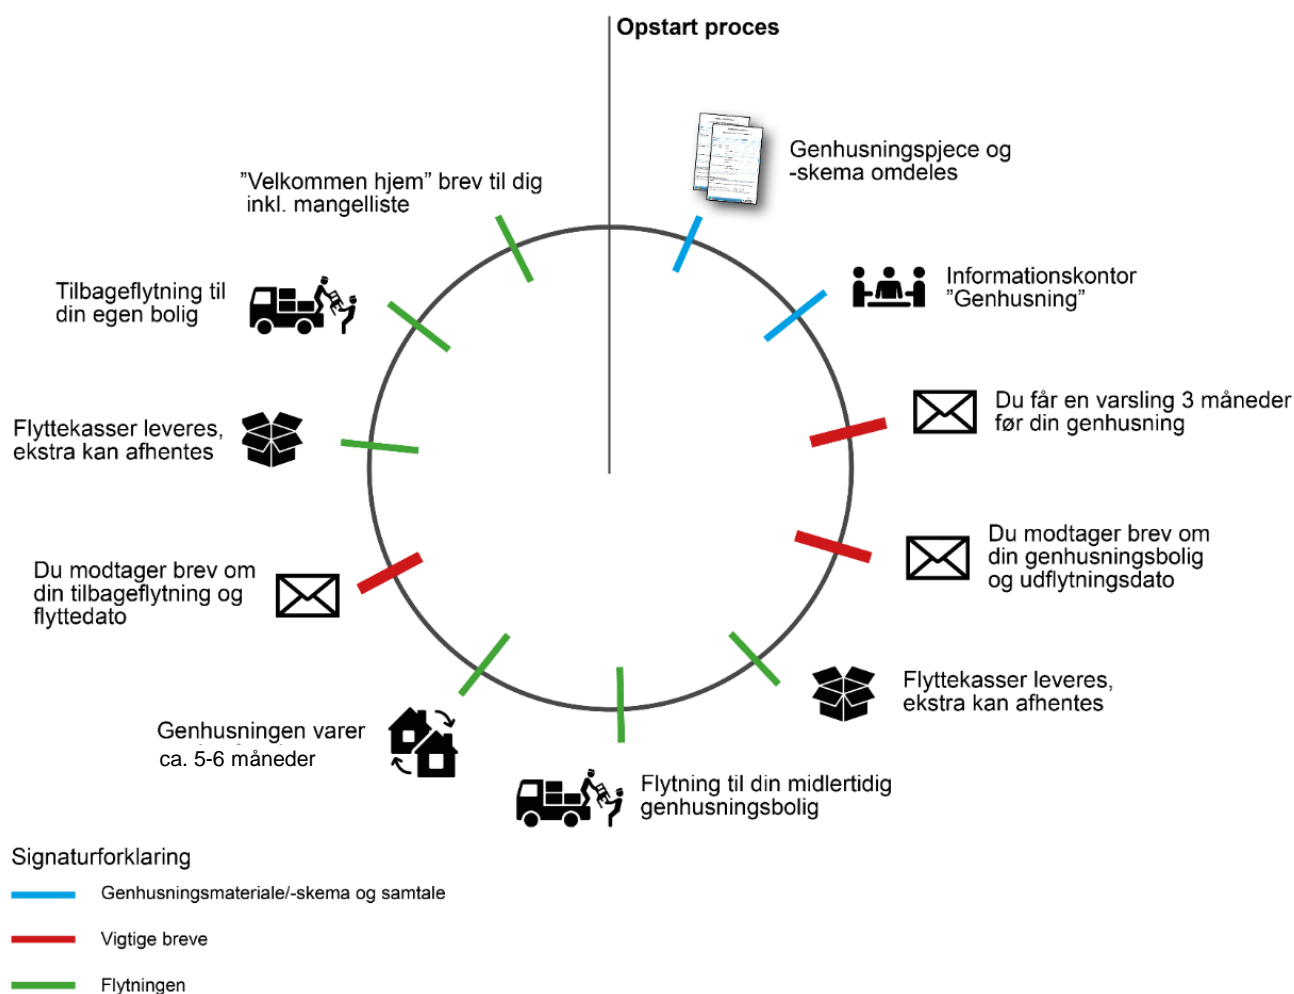 Opstart proces
Genhusningspjece og
-skema omdeles
Informationskontor
"Genhusning"
Du får en varsling 3 måneder
før din genhusning
Du modtager brev om
din genhusningsbolig
og udflytningsdato
Flyttekasser leveres,
ekstra kan afhentes
Flytning til din midlertidig
genhusningsbolig
Genhusningen varer
ca. 5-6 måneder
Du modtager brev om
din tilbageflytning og
flyttedato
Flyttekasser leveres,
ekstra kan afhentes
Tilbageflytning til
din egen bolig
"Velkommen hjem" brev til dig
inkl. mangelliste
Signaturforklaring
Genhusningsmateriale/-skema og samtale
Vigtige breve
Flytningen